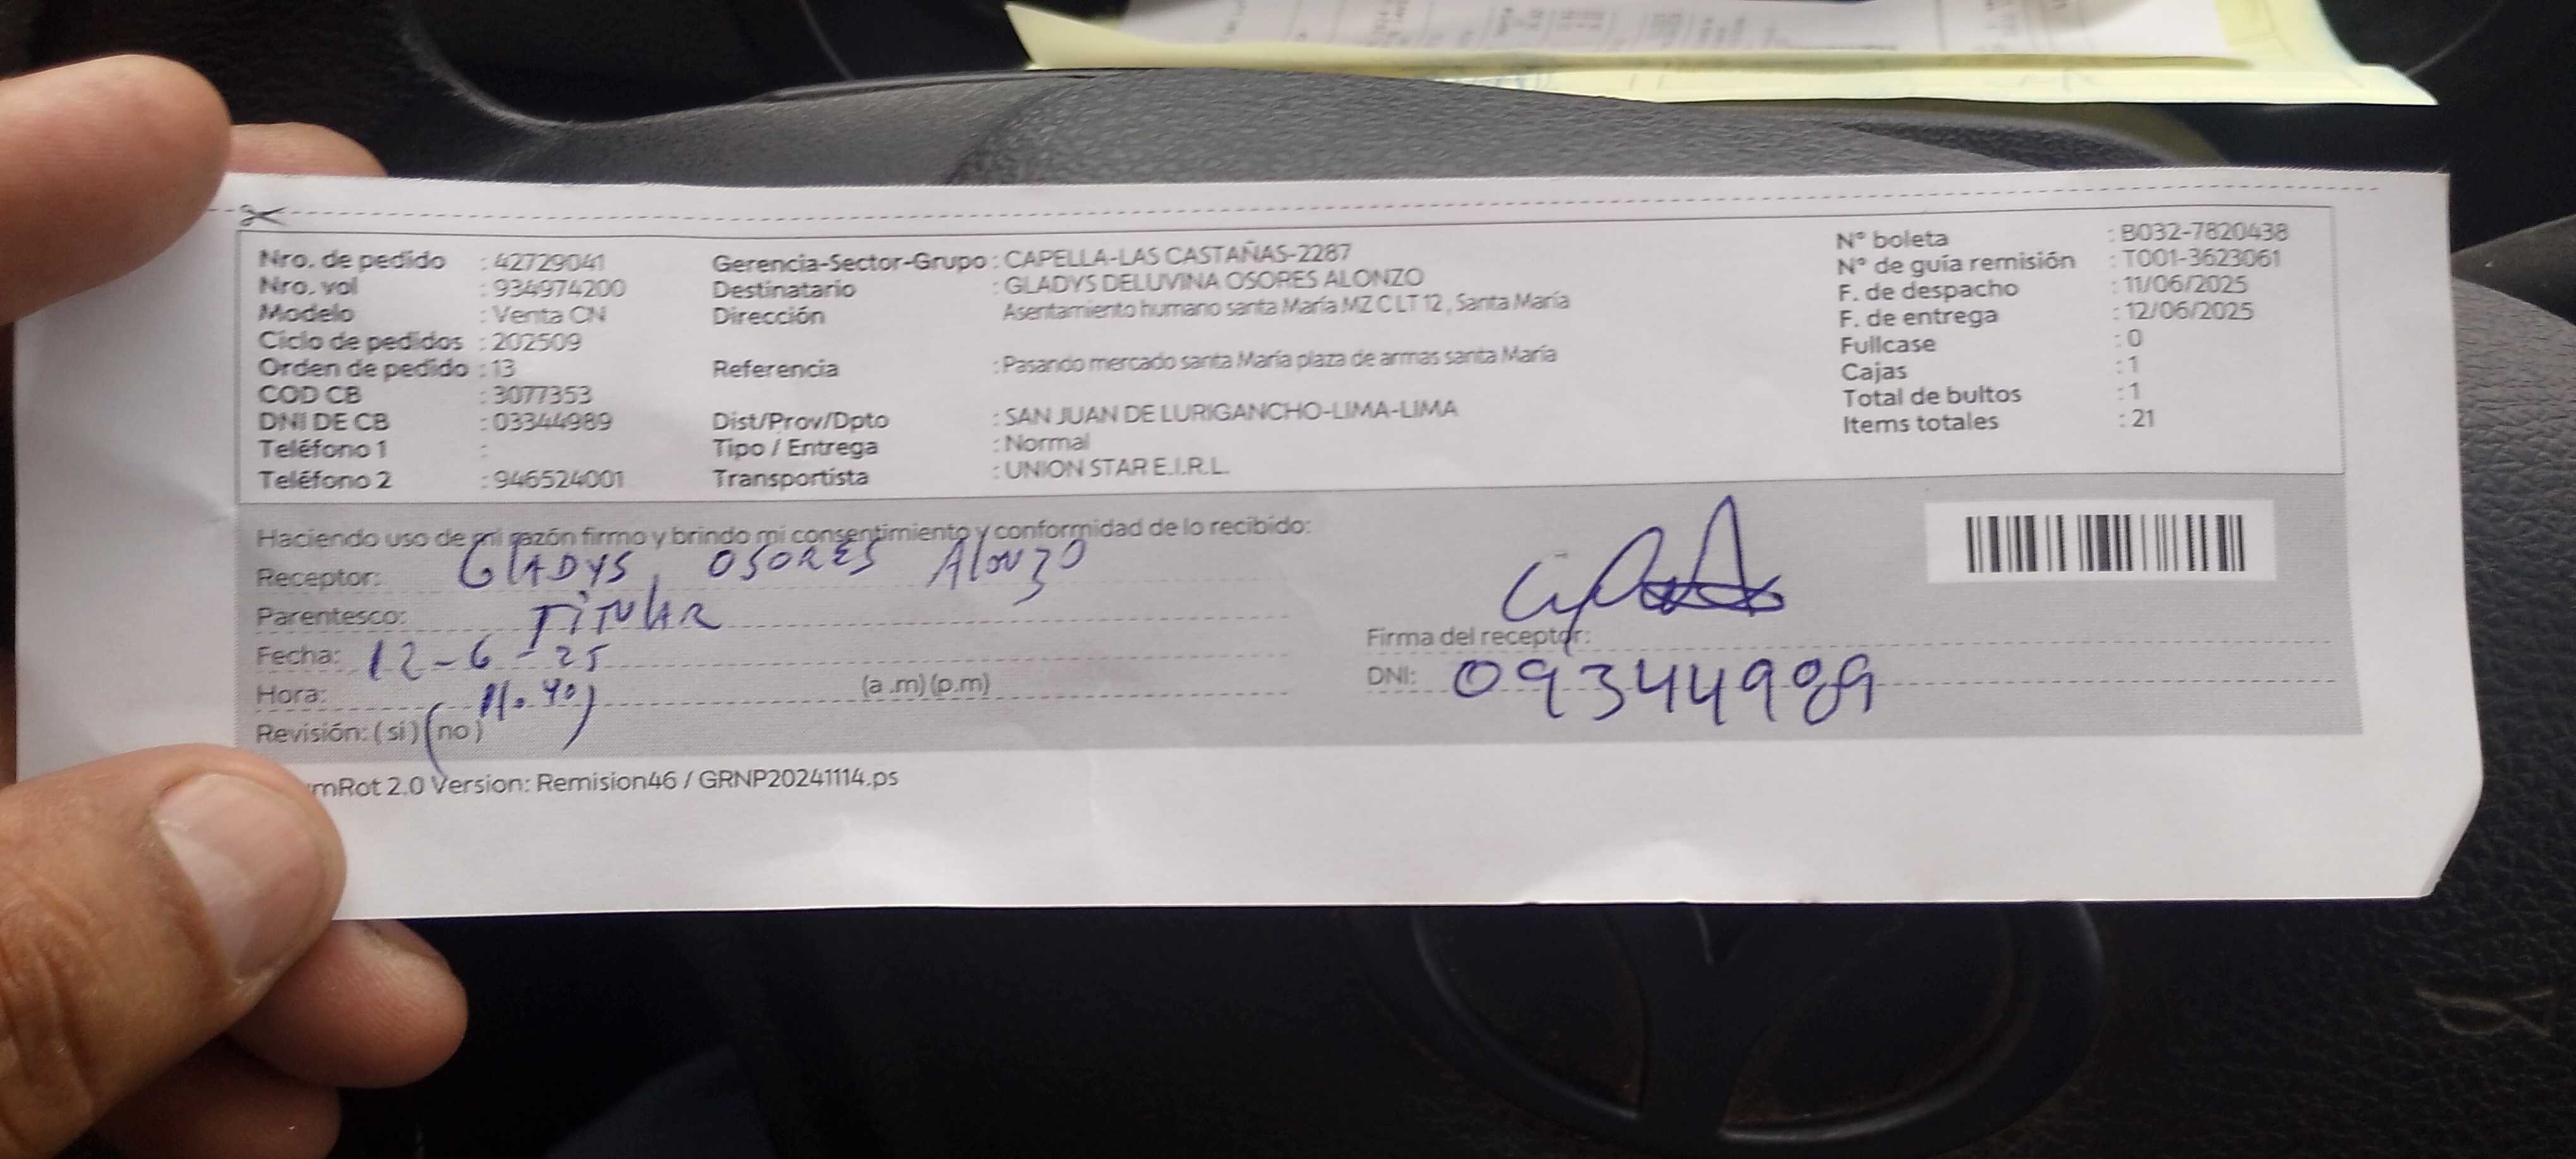 Nro. de pedido : 42729041
Nro. vol : 934974200
Modelo : Venta CN
Ciclo de pedidos : 202509
Orden de pedido : 13
COD CB : 3077353
DNI DE CB : 03344989
Teléfono 1 :
Teléfono 2 : 946524001
Gerencia-Sector-Grupo : CAPELLA-LAS CASTAÑAS-2287
Destinatario : GLADYS DELUVINA OSORES ALONZO
Dirección Asentamiento humano santa María MZ C LT 12 , Santa María
Referencia : Pasando mercado santa María plaza de armas santa María
Dist/Prov/Dpto : SAN JUAN DE LURIGANCHO-LIMA-LIMA
Tipo / Entrega : Normal
Transportista : UNION STAR E.I.R.L.
N° boleta : B032-7820438
N° de guía remisión : T001-3623061
F. de despacho : 11/06/2025
F. de entrega : 12/06/2025
Fullcase : 0
Cajas : 1
Total de bultos : 1
Items totales : 21
Haciendo uso de mi razón firmo y brindo mi consentimiento y conformidad de lo recibido:
Receptor: GLADYS OSORES Alonzo
Parentesco: TiTulAR
Fecha: 12-6-25
Hora: 11:40 (a .m) (p.m)
Revisión: ( si ) ( no )
Firma del receptor:
DNI: 09344989
mRot 2.0 Version: Remision46 / GRNP20241114.ps